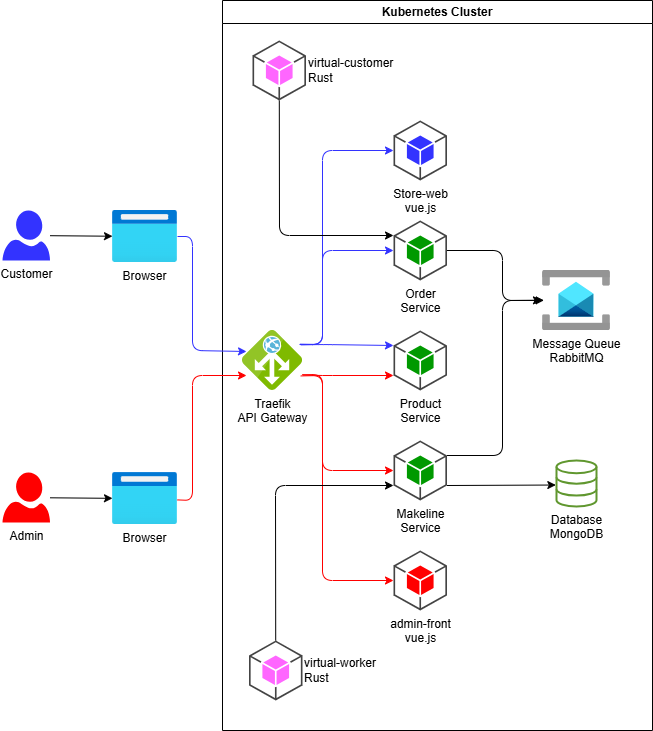 Kubernetes Cluster
virtual-customer
Rust
Store-web
vue.js
Customer
Browser
Order
Service
Message Queue
RabbitMQ
Traefik
API Gateway
Product
Service
Admin
Browser
Makeline
Service
Database
MongoDB
admin-front
vue.js
virtual-worker
Rust